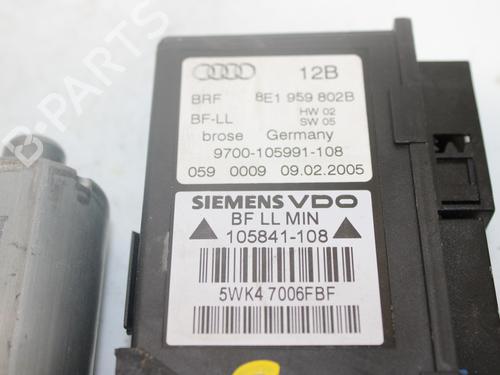 12B
BRF 8E1 959 802B
BF-LL HW 02
SW 05
brose Germany
9700-105991-108
059 0009 09.02.2005
SIEMENS VDO
BF LL MIN
105841-108
5WK4 7006FBF